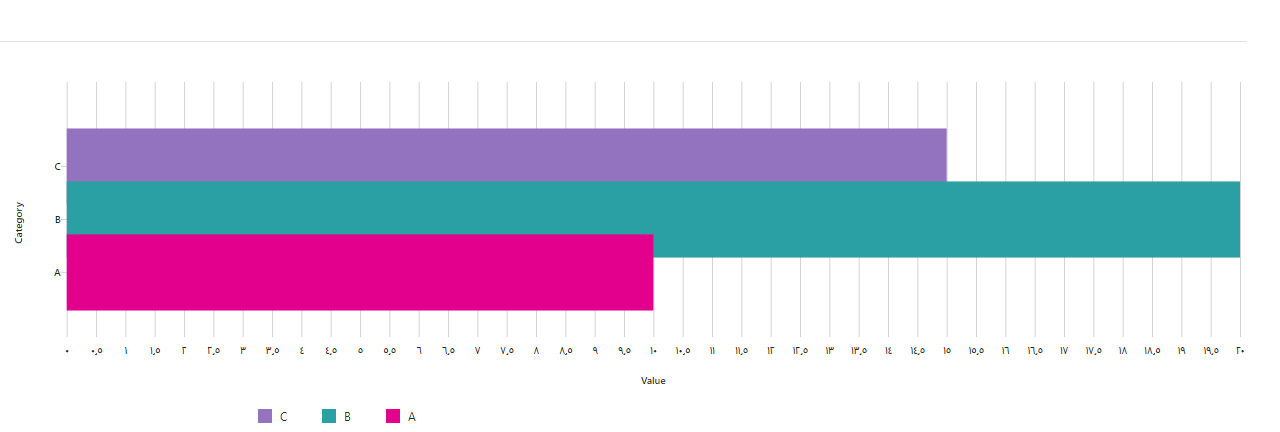 C
B
A
Category
٠ ٠٫٥ ١ ١٫٥ ٢ ٢٫٥ ٣ ٣٫٥ ٤ ٤٫٥ ٥ ٥٫٥ ٦ ٦٫٥ ٧ ٧٫٥ ٨ ٨٫٥ ٩ ٩٫٥ ١٠ ١٠٫٥ ١١ ١١٫٥ ١٢ ١٢٫٥ ١٣ ١٣٫٥ ١٤ ١٤٫٥ ١٥ ١٥٫٥ ١٦ ١٦٫٥ ١٧ ١٧٫٥ ١٨ ١٨٫٥ ١٩ ١٩٫٥ ٢٠
Value
C B A